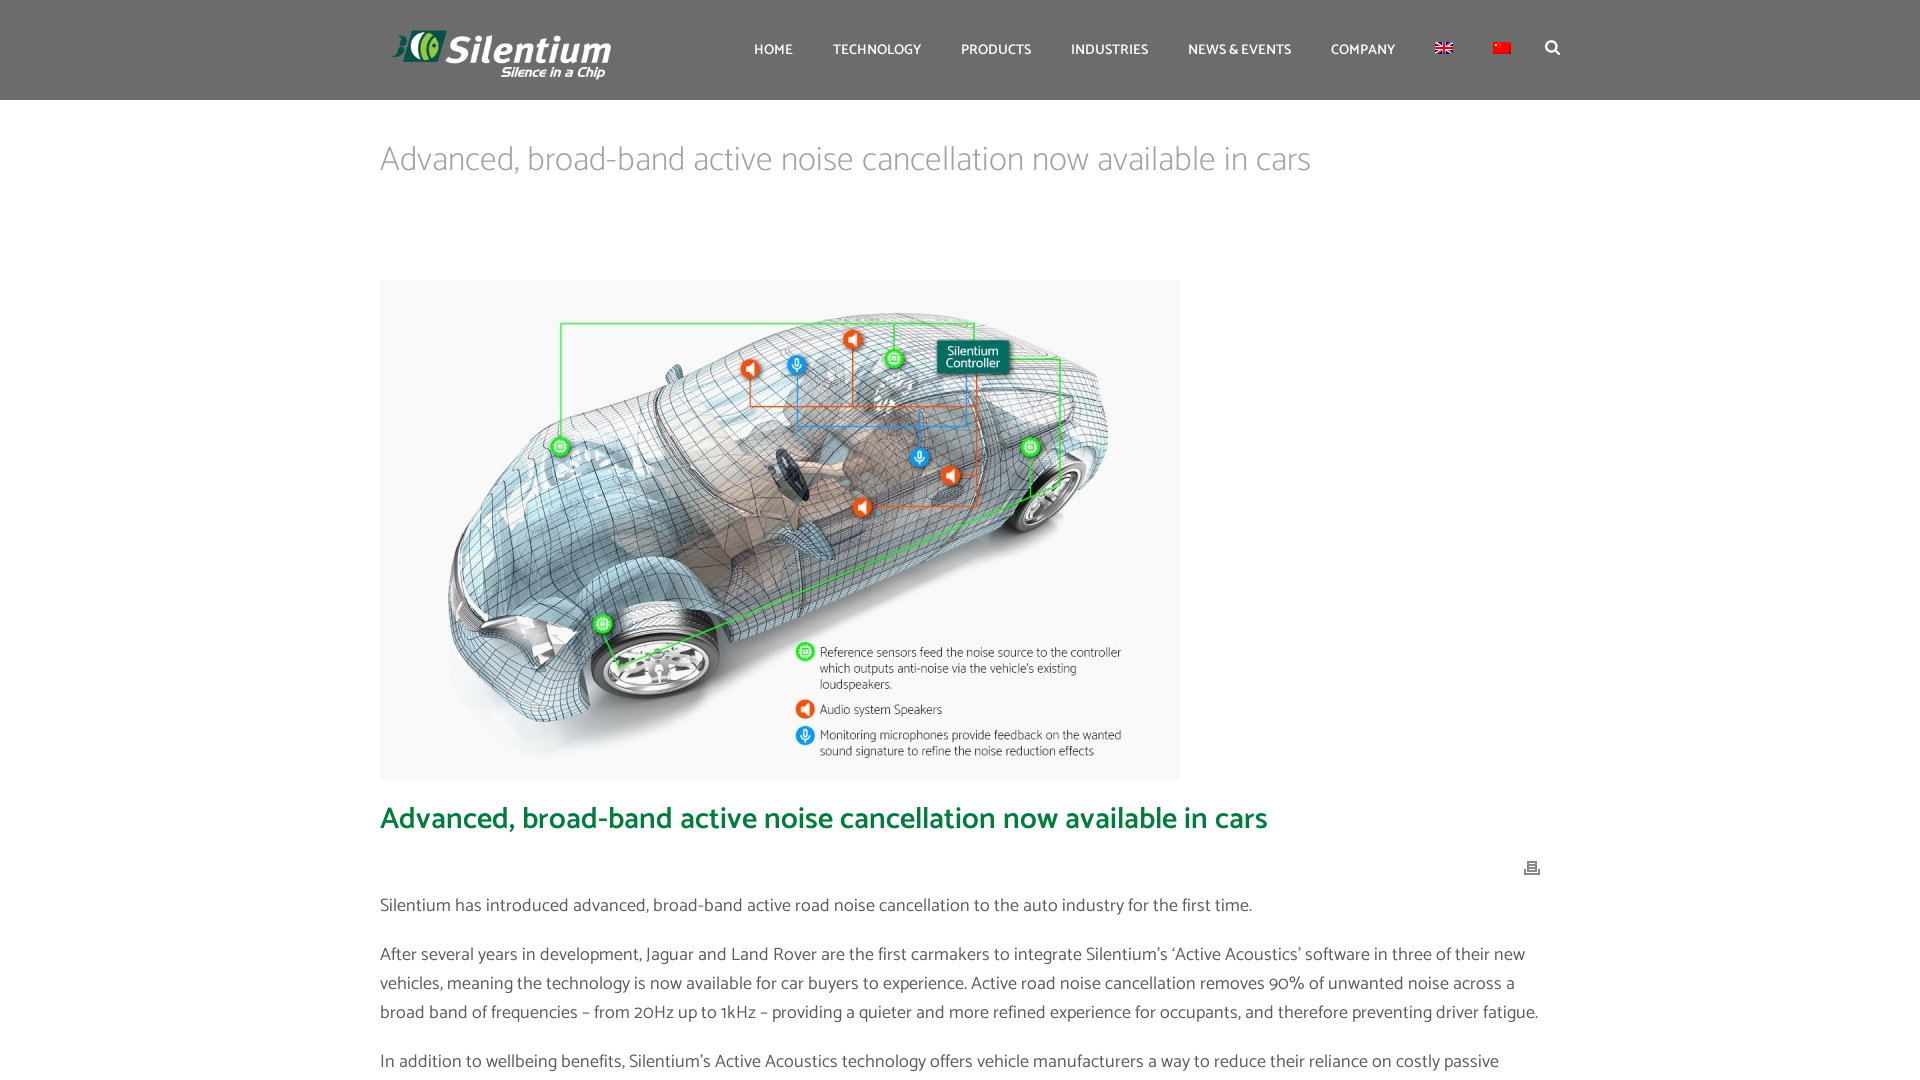 Silentium
Silence in a Chip
HOME TECHNOLOGY PRODUCTS INDUSTRIES NEWS & EVENTS COMPANY
Advanced, broad-band active noise cancellation now available in cars
Silentium
Controller
Reference sensors feed the noise source to the controller
which outputs anti-noise via the vehicle's existing
loudspeakers.
Audio system Speakers
Monitoring microphones provide feedback on the wanted
sound signature to refine the noise reduction effects
Advanced, broad-band active noise cancellation now available in cars
Silentium has introduced advanced, broad-band active road noise cancellation to the auto industry for the first time.
After several years in development, Jaguar and Land Rover are the first carmakers to integrate Silentium’s ‘Active Acoustics’ software in three of their new
vehicles, meaning the technology is now available for car buyers to experience. Active road noise cancellation removes 90% of unwanted noise across a
broad band of frequencies – from 20Hz up to 1kHz – providing a quieter and more refined experience for occupants, and therefore preventing driver fatigue.
In addition to wellbeing benefits, Silentium’s Active Acoustics technology offers vehicle manufacturers a way to reduce their reliance on costly passive